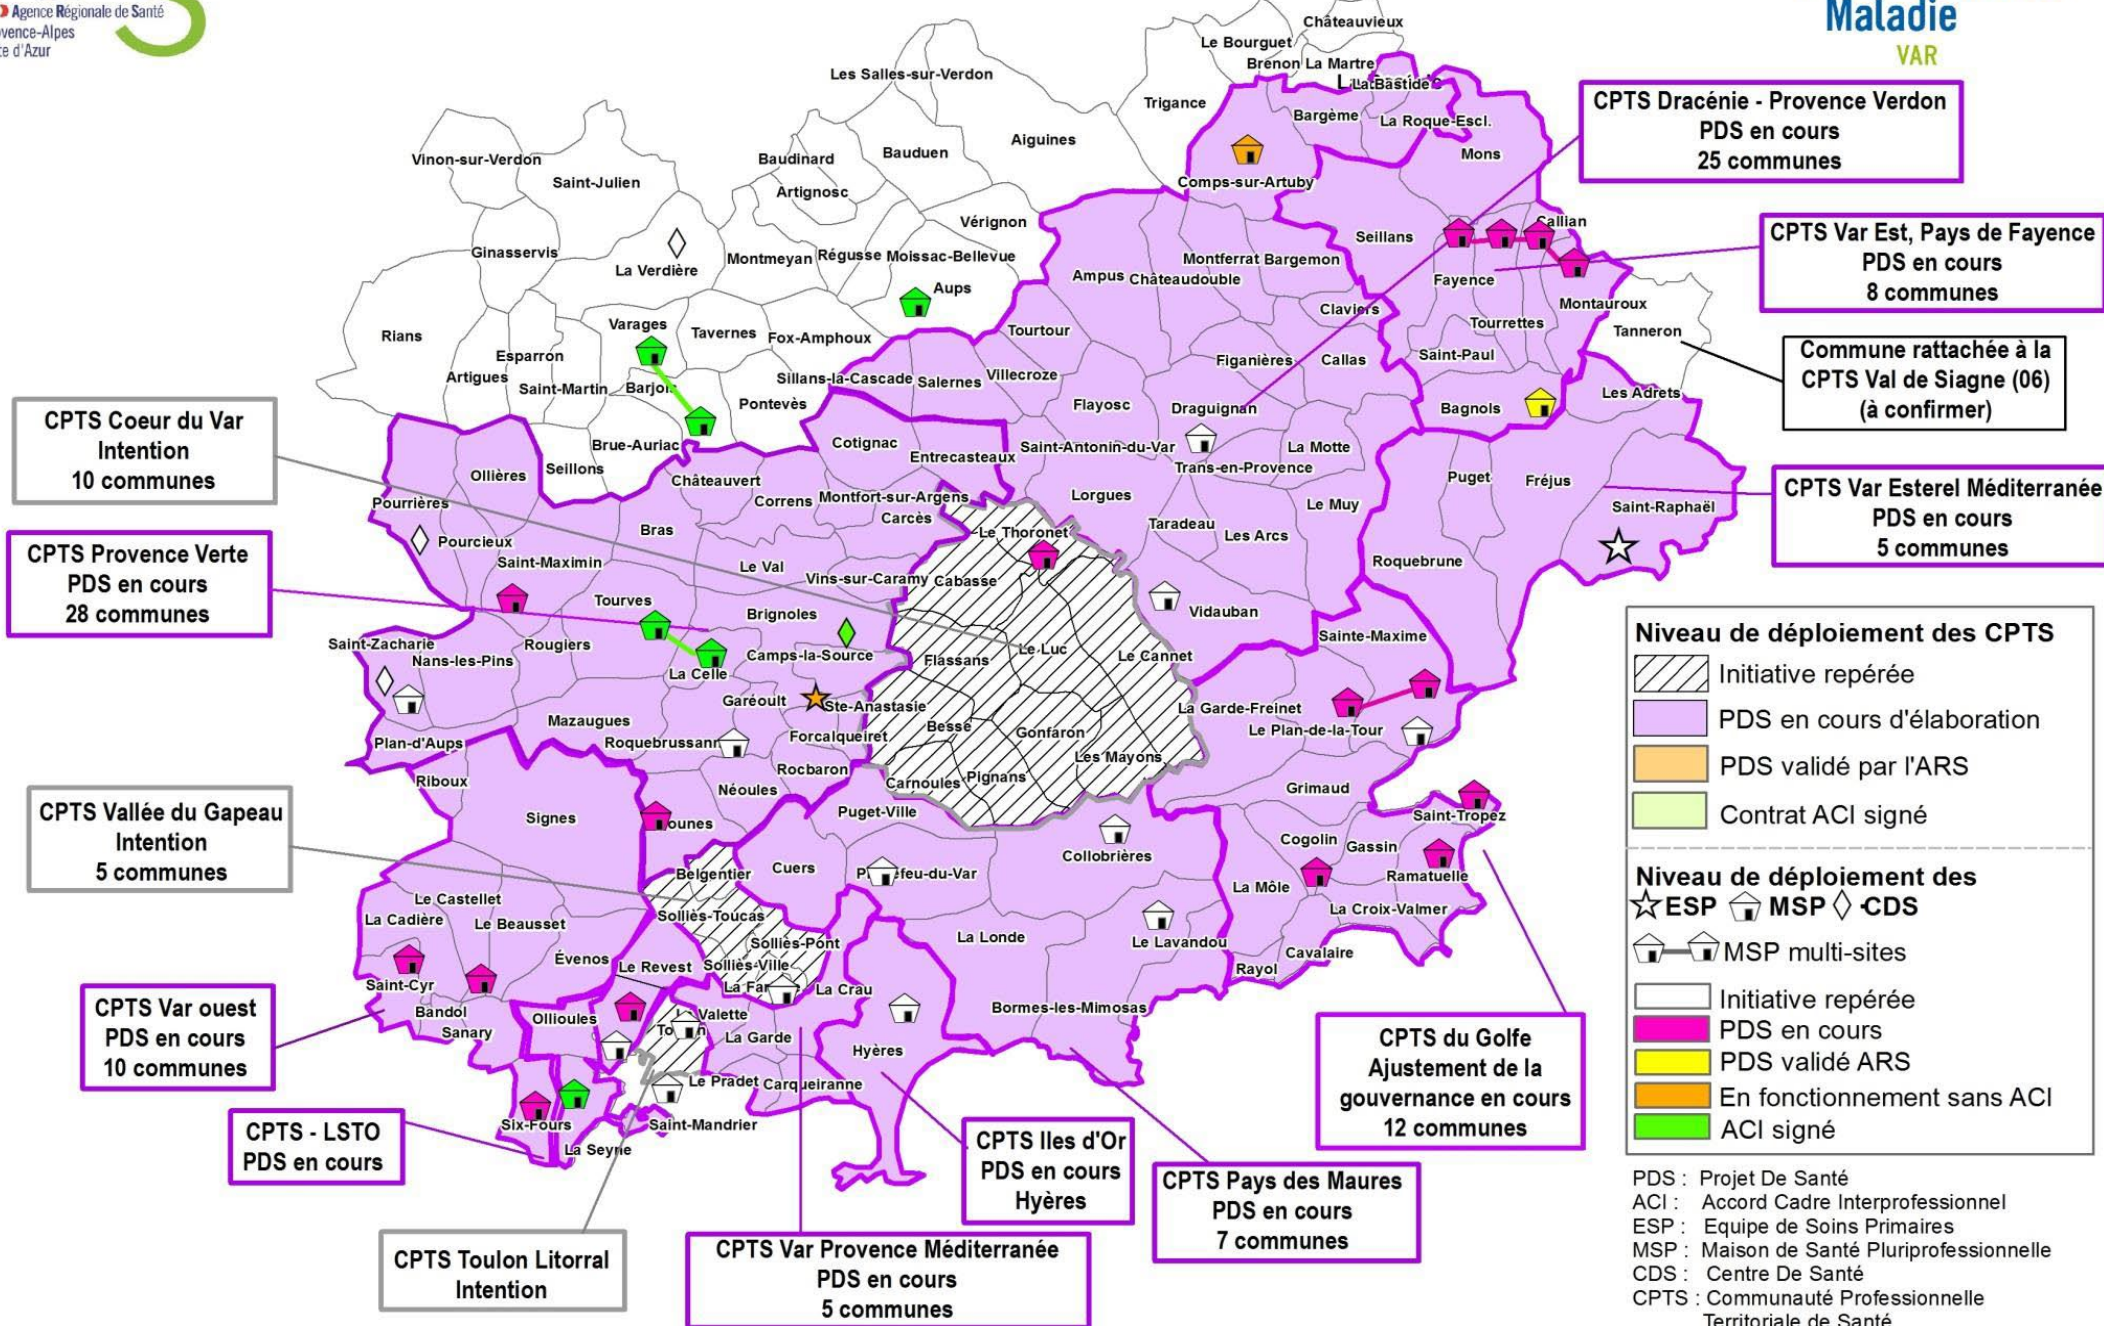 Agence Régionale de Santé
Provence-Alpes
d'Azur
Maladie
VAR
Châteauvieux
Le Bourguet
Brenon La Martre
La Bastide
Les Salles-sur-Verdon
Trigance
Bargème
La Roque-Escl.
Aiguines
Mons
Vinon-sur-Verdon
Saint-Julien
Baudinard
Bauduen
Artignosc
Comps-sur-Artuby
Vérignon
Callian
Seillans
Ginasservis
La Verdière
Montmeyan
Régusse
Moissac-Bellevue
Montferrat
Bargemon
Ampus
Châteaudouble
Fayence
Aups
Claviers
Montauroux
Rians
Varages
Tavernes
Fox-Amphoux
Tourtour
Tourrettes
Tanneron
Esparron
Figanières
Callas
Saint-Paul
Artigues
Saint-Martin
Barjols
Sillans-la-Cascade
Salernes
Villecroze
Les Adrets
Pontevès
Flayosc
Draguignan
Bagnols
Brue-Auriac
Cotignac
Entrecasteaux
Saint-Antonin-du-Var
La Motte
Trans-en-Provence
Seillons
Ollières
Châteauvert
Correns
Montfort-sur-Argens
Lorgues
Puget
Fréjus
Pourrières
Carcès
Le Muy
Saint-Raphaël
Bras
Taradeau
Les Arcs
Le Thoronet
Pourcieux
Saint-Maximin
Le Val
Vins-sur-Caramy
Cabasse
Roquebrune
Tourves
Brignoles
Vidauban
Saint-Zacharie
Nans-les-Pins
Rougiers
Camps-la-Source
Flassans
Le Luc
Le Cannet
Sainte-Maxime
La Celle
Garéoult
Ste-Anastasie
La Garde-Freinet
Mazaugues
Besse
Gonfaron
Le Plan-de-la-Tour
Plan-d'Aups
Roquebrussann
Forcalqueiret
Les Mayons
Rocbaron
Carnoules
Pignans
Riboux
Néoules
Grimaud
Signes
ounes
Puget-Ville
Saint-Tropez
Cogolin
Gassin
Collobrières
Belgentier
Cuers
P efeu-du-Var
Ramatuelle
La Môle
Le Castellet
La Cadière
Le Beausset
Solliès-Toucas
La Croix-Valmer
Solliès-Pont
La Londe
Le Lavandou
Cavalaire
Évenos
Le Revest
Solliès-Ville
Rayol
Saint-Cyr
La Far
La Crau
Bandol
Ollioules
Valette
Bormes-les-Mimosas
Sanary
To n
La Garde
Hyères
Le Pradet
Carqueiranne
Six-Fours
Saint-Mandrier
La Seyne
CPTS Dracénie - Provence Verdon
PDS en cours
25 communes
CPTS Var Est, Pays de Fayence
PDS en cours
8 communes
Commune rattachée à la
CPTS Val de Siagne (06)
(à confirmer)
CPTS Coeur du Var
Intention
10 communes
CPTS Var Esterel Méditerranée
PDS en cours
5 communes
CPTS Provence Verte
PDS en cours
28 communes
CPTS Vallée du Gapeau
Intention
5 communes
CPTS Var ouest
PDS en cours
10 communes
CPTS - LSTO
PDS en cours
CPTS Toulon Litorral
Intention
CPTS Var Provence Méditerranée
PDS en cours
5 communes
CPTS Iles d'Or
PDS en cours
Hyères
CPTS Pays des Maures
PDS en cours
7 communes
CPTS du Golfe
Ajustement de la
gouvernance en cours
12 communes
Niveau de déploiement des CPTS
Initiative repérée
PDS en cours d'élaboration
PDS validé par l'ARS
Contrat ACI signé
Niveau de déploiement des
ESP MSP CDS
MSP multi-sites
Initiative repérée
PDS en cours
PDS validé ARS
En fonctionnement sans ACI
ACI signé
PDS : Projet De Santé
ACI : Accord Cadre Interprofessionnel
ESP : Equipe de Soins Primaires
MSP : Maison de Santé Pluriprofessionnelle
CDS : Centre De Santé
CPTS : Communauté Professionnelle
Territoriale de Santé